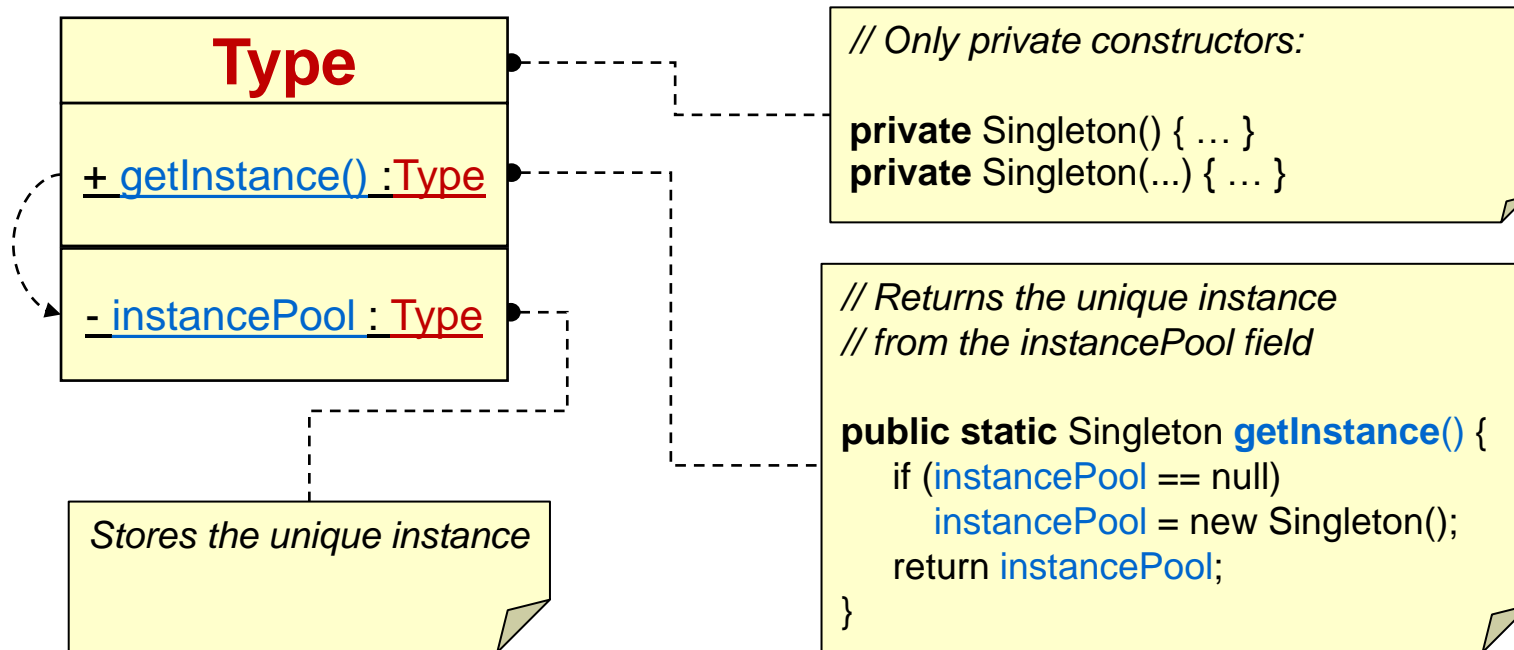 Type
+ getInstance() :Type
- instancePool : Type
// Only private constructors:
private Singleton() { … }
private Singleton(...) { … }
// Returns the unique instance
// from the instancePool field
public static Singleton getInstance() {
if (instancePool == null)
instancePool = new Singleton();
return instancePool;
}
Stores the unique instance